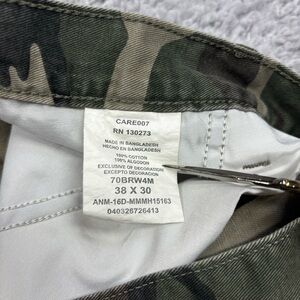 CARE007
RN 130273
MADE IN BANGLADESH
HECHO EN BANGLADESH
100% COTTON
100% ALGODON
EXCLUSIVE OF DECORATION
EXCEPTO DECORACION
70BRW4M
38 X 30
ANM-16D-MMMH15163
040326726413